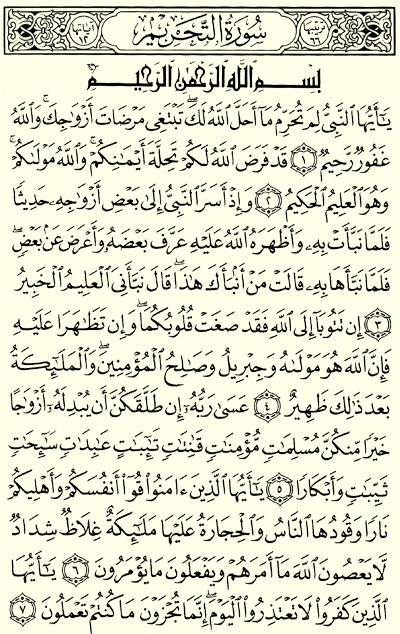 ترتيبها ٦٦ سُورَةُ التَّحْرِيمِ آياتها ١٢
بِسْمِ ٱللَّهِ ٱلرَّحْمَٰنِ ٱلرَّحِيمِ
يَٰٓأَيُّهَا ٱلنَّبِىُّ لِمَ تُحَرِّمُ مَآ أَحَلَّ ٱللَّهُ لَكَ ۖ تَبْتَغِى مَرْضَاتَ أَزْوَٰجِكَ ۚ وَٱللَّهُ
غَفُورٌ رَّحِيمٌ ١ قَدْ فَرَضَ ٱللَّهُ لَكُمْ تَحِلَّةَ أَيْمَٰنِكُمْ ۚ وَٱللَّهُ مَوْلَىٰكُمْ ۖ
وَهُوَ ٱلْعَلِيمُ ٱلْحَكِيمُ ٢ وَإِذْ أَسَرَّ ٱلنَّبِىُّ إِلَىٰ بَعْضِ أَزْوَٰجِهِۦ حَدِيثًا
فَلَمَّا نَبَّأَتْ بِهِۦ وَأَظْهَرَهُ ٱللَّهُ عَلَيْهِ عَرَّفَ بَعْضَهُۥ وَأَعْرَضَ عَنۢ بَعْضٍ ۖ
فَلَمَّا نَبَّأَهَا بِهِۦ قَالَتْ مَنْ أَنۢبَأَكَ هَٰذَا ۖ قَالَ نَبَّأَنِىَ ٱلْعَلِيمُ ٱلْخَبِيرُ
٣ إِن تَتُوبَآ إِلَى ٱللَّهِ فَقَدْ صَغَتْ قُلُوبُكُمَا ۖ وَإِن تَظَٰهَرَا عَلَيْهِ
فَإِنَّ ٱللَّهَ هُوَ مَوْلَىٰهُ وَجِبْرِيلُ وَصَٰلِحُ ٱلْمُؤْمِنِينَ ۖ وَٱلْمَلَٰٓئِكَةُ
بَعْدَ ذَٰلِكَ ظَهِيرٌ ٤ عَسَىٰ رَبُّهُۥٓ إِن طَلَّقَكُنَّ أَن يُبْدِلَهُۥٓ أَزْوَٰجًا
خَيْرًا مِّنكُنَّ مُسْلِمَٰتٍ مُّؤْمِنَٰتٍ قَٰنِتَٰتٍ تَٰٓئِبَٰتٍ عَٰبِدَٰتٍ سَٰٓئِحَٰتٍ
ثَيِّبَٰتٍ وَأَبْكَارًا ٥ يَٰٓأَيُّهَا ٱلَّذِينَ ءَامَنُوا۟ قُوٓا۟ أَنفُسَكُمْ وَأَهْلِيكُمْ
نَارًا وَقُودُهَا ٱلنَّاسُ وَٱلْحِجَارَةُ عَلَيْهَا مَلَٰٓئِكَةٌ غِلَاظٌ شِدَادٌ
لَّا يَعْصُونَ ٱللَّهَ مَآ أَمَرَهُمْ وَيَفْعَلُونَ مَا يُؤْمَرُونَ ٦ يَٰٓأَيُّهَا
ٱلَّذِينَ كَفَرُوا۟ لَا تَعْتَذِرُوا۟ ٱلْيَوْمَ ۖ إِنَّمَا تُجْزَوْنَ مَا كُنتُمْ تَعْمَلُونَ ٧